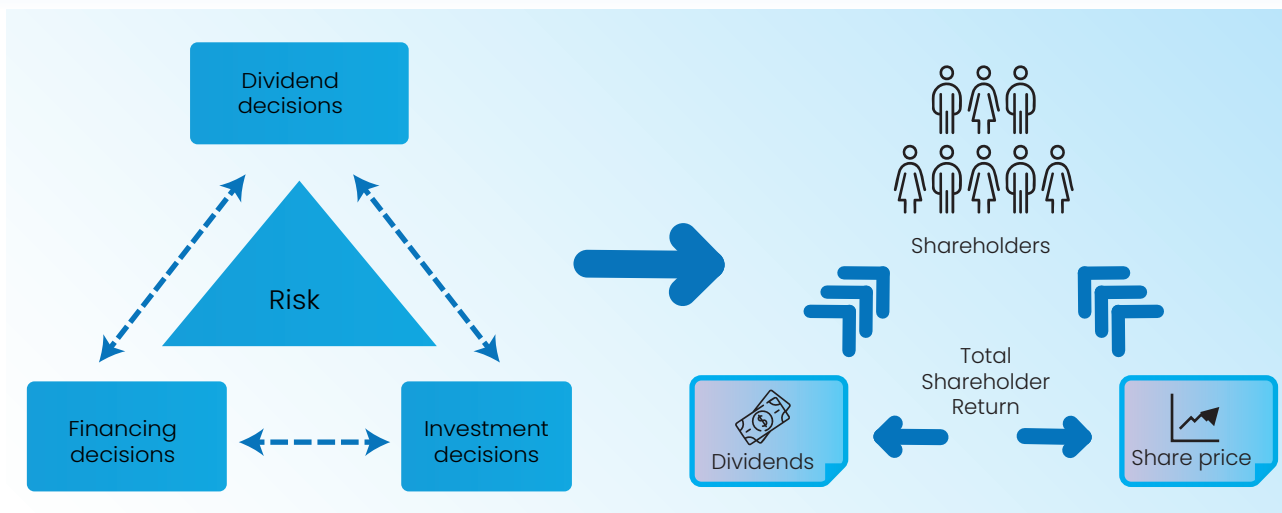 Dividend
decisions
Risk
Financing
decisions
Investment
decisions
Shareholders
Total
Shareholder
Return
$
Dividends
Share price